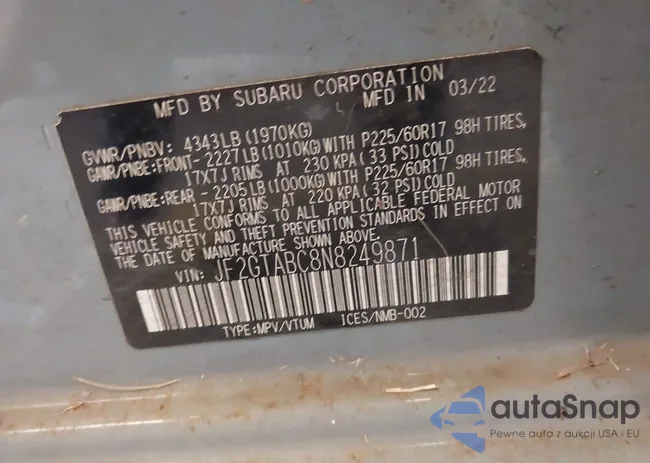 MFD BY SUBARU CORPORATION
MFD IN 03/22
GVWR/PNBV: 4343LB(1970KG)
GAWR/PNBE:FRONT-2227LB(1010KG)WITH P225/60R17 98H TIRES,
17X7J RIMS AT 230 KPA(33 PSI)COLD
GAWR/PNBE:REAR -2205LB(1000KG)WITH P225/60R17 98H TIRES,
17X7J RIMS AT 220 KPA(32 PSI)COLD
THIS VEHICLE CONFORMS TO ALL APPLICABLE FEDERAL MOTOR
VEHICLE SAFETY AND THEFT PREVENTION STANDARDS IN EFFECT ON
THE DATE OF MANUFACTURE SHOWN ABOVE.
VIN: JF2GTABC8N8249871
TYPE:MPV/VTUM ICES/NMB-002
autaSnap
Pewne auta z aukcji USA i EU